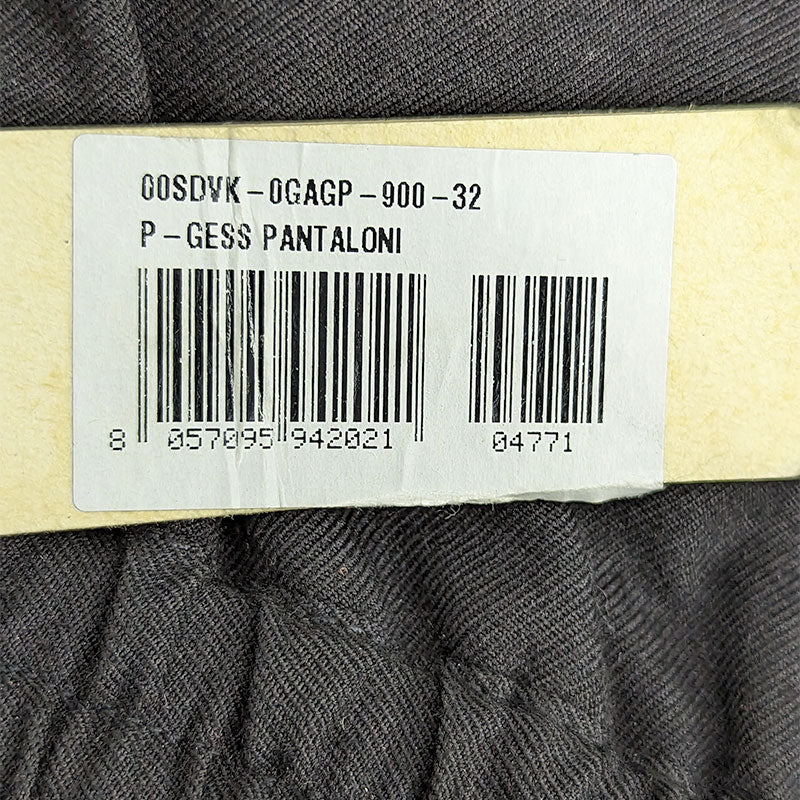 00SDVK-0GAGP-900-32
P-GESS PANTALONI
8 057095 942021 04771